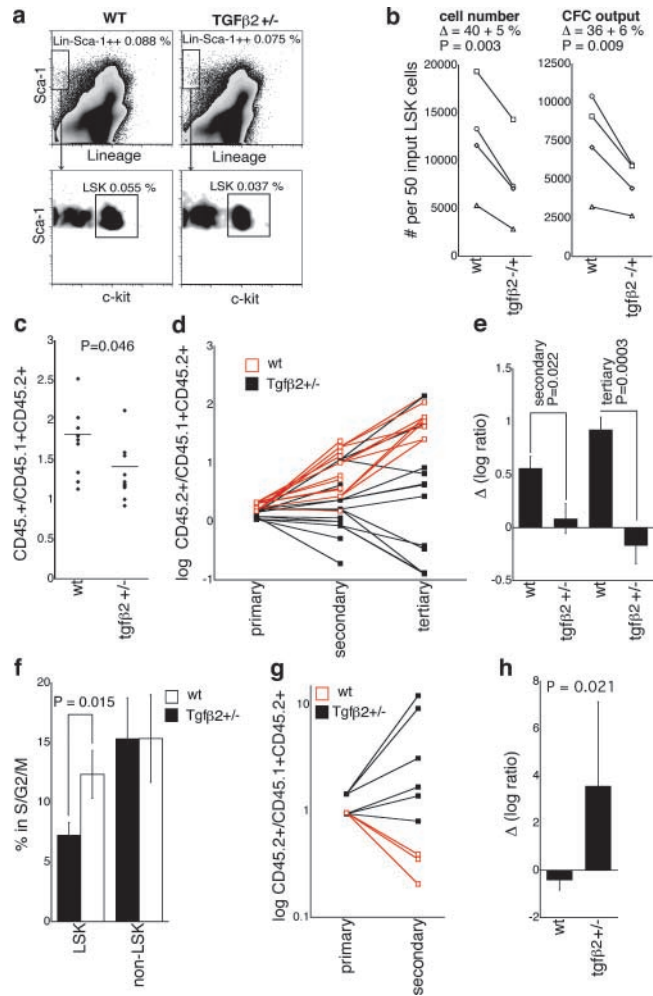 a
WT
TGFβ2 +/-
Lin-Sca-1++ 0.088 %
Lin-Sca-1++ 0.075 %
Sca-1
Lineage
Lineage
LSK 0.055 %
LSK 0.037 %
Sca-1
c-kit
c-kit
b
cell number
Δ = 40 + 5 %
P = 0.003
CFC output
Δ = 36 + 6 %
P = 0.009
# per 50 input LSK cells
20000
15000
10000
5000
0
12500
10000
7500
5000
2500
0
wt
tgfβ2-/+
wt
tgfβ2-/+
c
P=0.046
CD45.+/CD45.1+CD45.2+
3
2.5
2
1.5
1
0.5
0
wt
tgfβ2 +/-
d
wt
Tgfβ2+/-
log CD45.2+/CD45.1+CD45.2+
3
2
1
0
-1
primary
secondary
tertiary
e
secondary
P=0.022
tertiary
P=0.0003
Δ (log ratio)
1.5
1
0.5
0
-0.5
wt
tgfβ2+/-
wt
tgfβ2+/-
f
P = 0.015
wt
Tgfβ2+/-
% in S/G2/M
20
15
10
5
0
LSK
non-LSK
g
wt
Tgfβ2+/-
log CD45.2+/CD45.1+CD45.2+
10
1
0.1
primary
secondary
h
P = 0.021
Δ (log ratio)
8
6
4
2
0
-2
wt
tgfβ2+/-